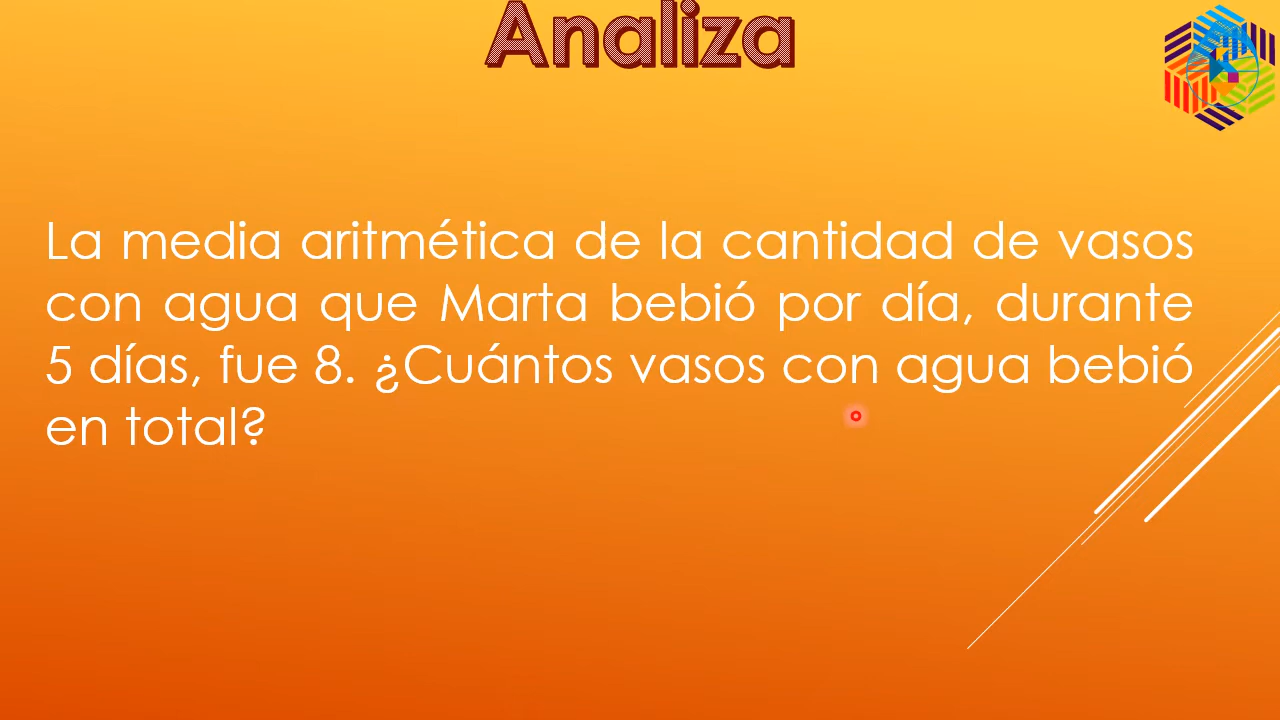 Analiza
La media aritmética de la cantidad de vasos
con agua que Marta bebió por día, durante
5 días, fue 8. ¿Cuántos vasos con agua bebió
en total?